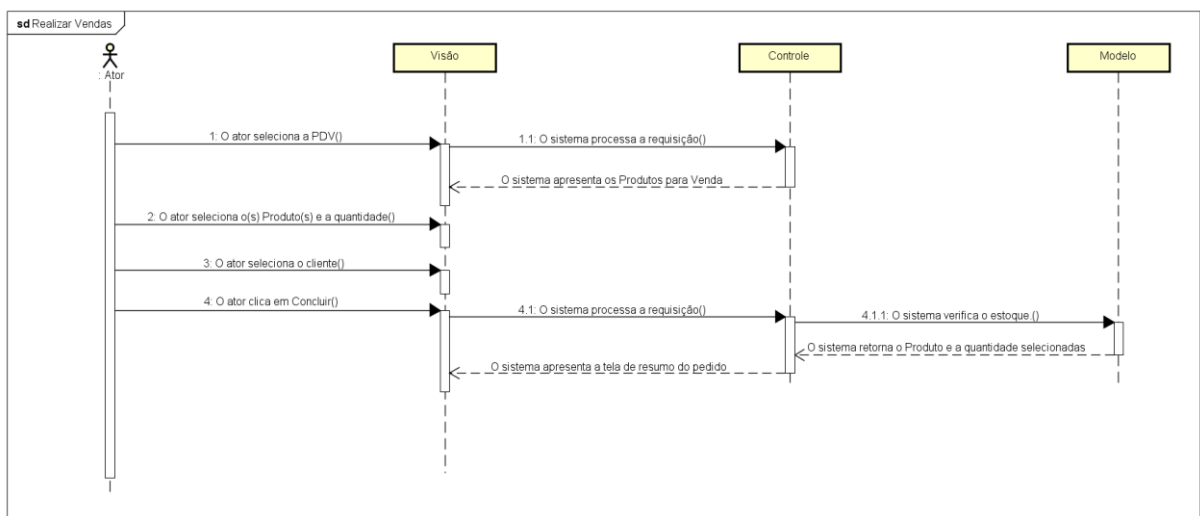 sd Realizar Vendas
: Ator
Visão
Controle
Modelo
1: O ator seleciona a PDV()
1.1: O sistema processa a requisição()
O sistema apresenta os Produtos para Venda
2: O ator seleciona o(s) Produto(s) e a quantidade()
3: O ator seleciona o cliente()
4: O ator clica em Concluir()
4.1: O sistema processa a requisição()
4.1.1: O sistema verifica o estoque.()
O sistema retorna o Produto e a quantidade selecionadas
O sistema apresenta a tela de resumo do pedido